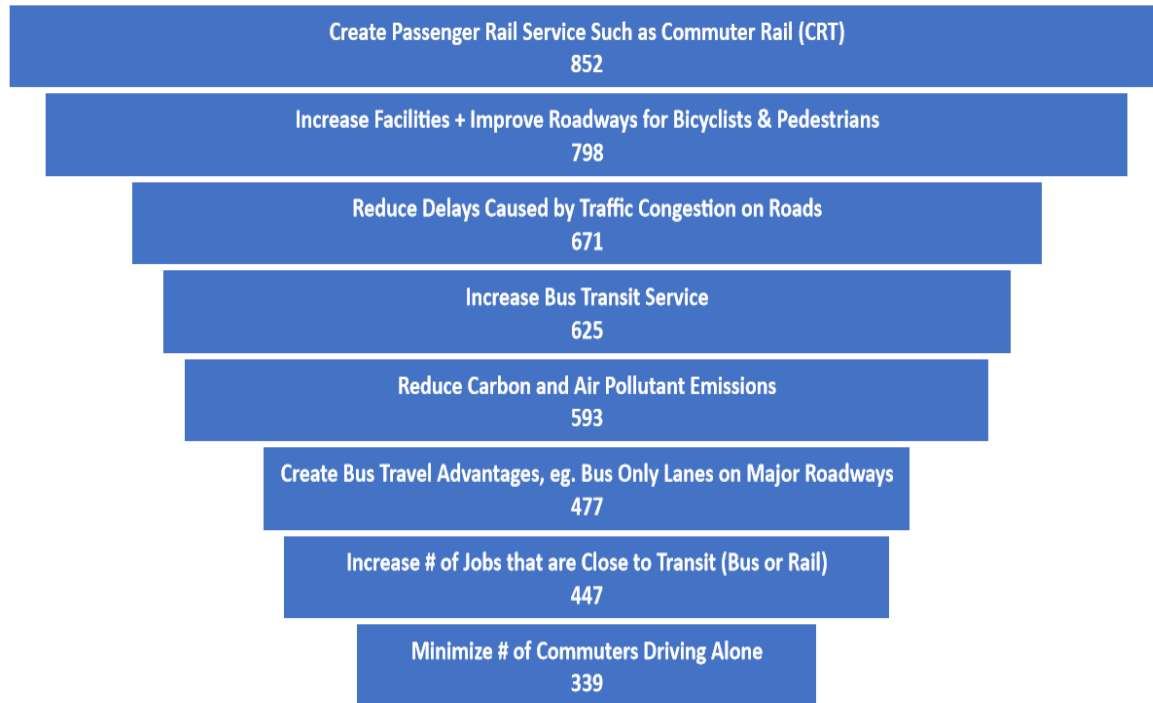 Create Passenger Rail Service Such as Commuter Rail (CRT)
852
Increase Facilities + Improve Roadways for Bicyclists & Pedestrians
798
Reduce Delays Caused by Traffic Congestion on Roads
671
Increase Bus Transit Service
625
Reduce Carbon and Air Pollutant Emissions
593
Create Bus Travel Advantages, eg. Bus Only Lanes on Major Roadways
477
Increase # of Jobs that are Close to Transit (Bus or Rail)
447
Minimize # of Commuters Driving Alone
339